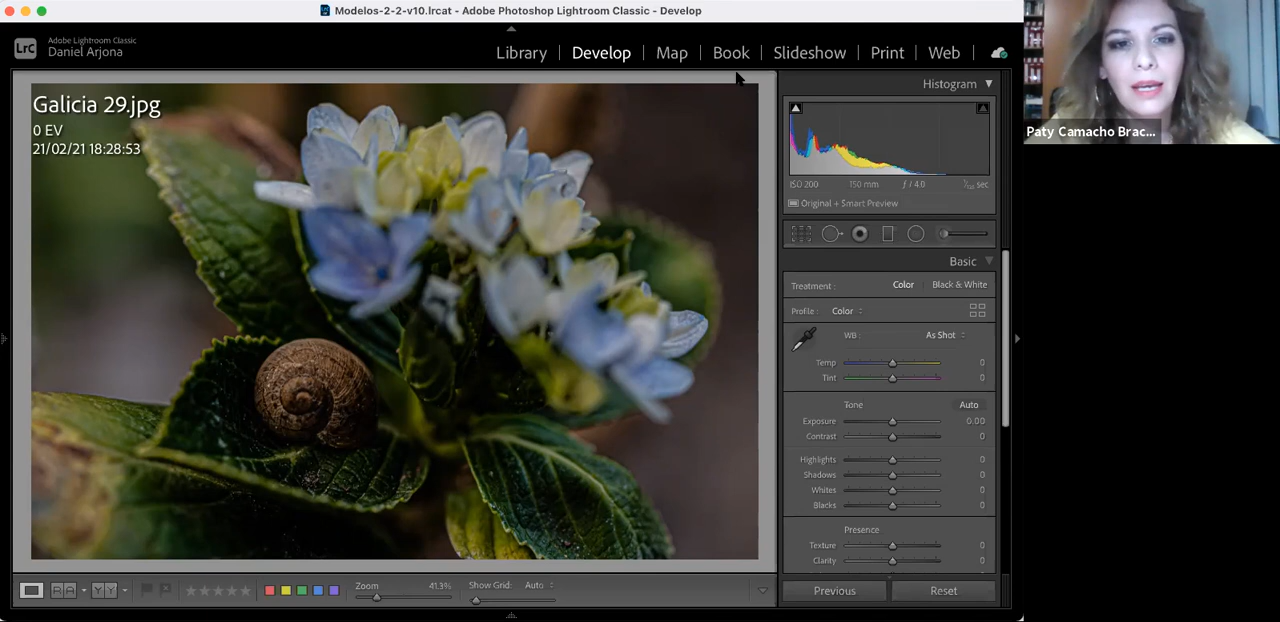 Modelos-2-2-v10.lrcat - Adobe Photoshop Lightroom Classic - Develop
LrC
Adobe Lightroom Classic
Daniel Arjona
Library
Develop
Map
Book
Slideshow
Print
Web
Galicia 29.jpg
0 EV
21/02/21 18:28:53
Histogram
ISO 200 150 mm ƒ / 4.0 sec
Original + Smart Preview
Basic
Treatment : Color Black & White
Profile : Color
WB : As Shot
Temp 0
Tint 0
Tone Auto
Exposure 0.00
Contrast 0
Highlights 0
Shadows 0
Whites 0
Blacks 0
Presence
Texture 0
Clarity 0
Previous
Reset
Zoom 41.3%
Show Grid: Auto
Paty Camacho Brac...